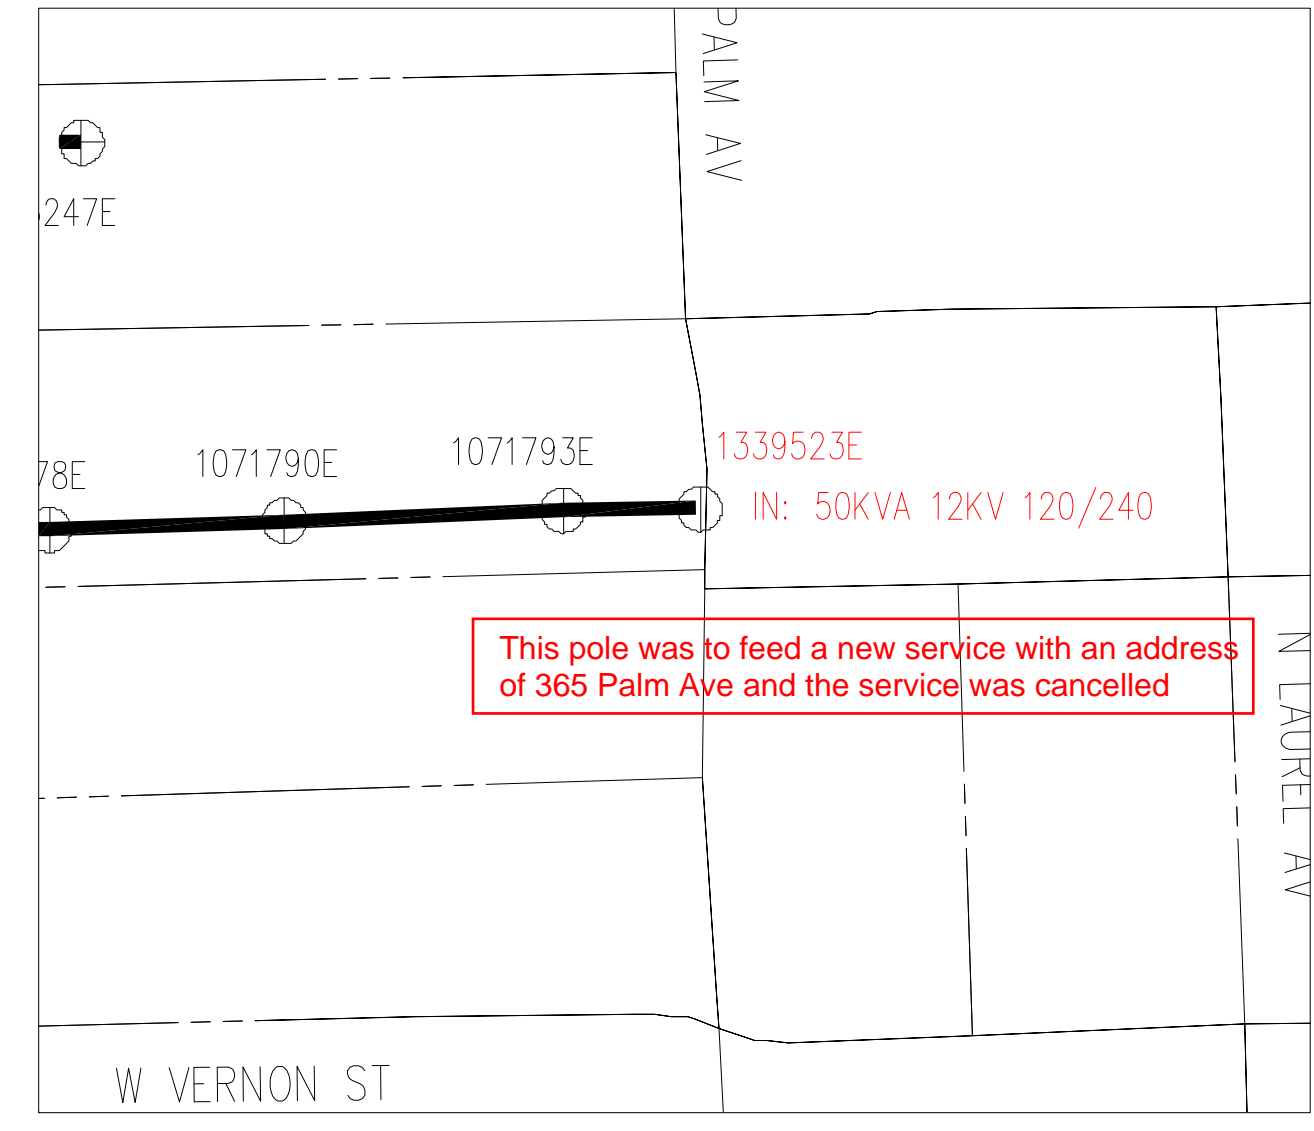 PALM AV
247E
78E
1071790E
1071793E
1339523E
IN: 50KVA 12KV 120/240
This pole was to feed a new service with an address
of 365 Palm Ave and the service was cancelled
N LAUREL AV
W VERNON ST